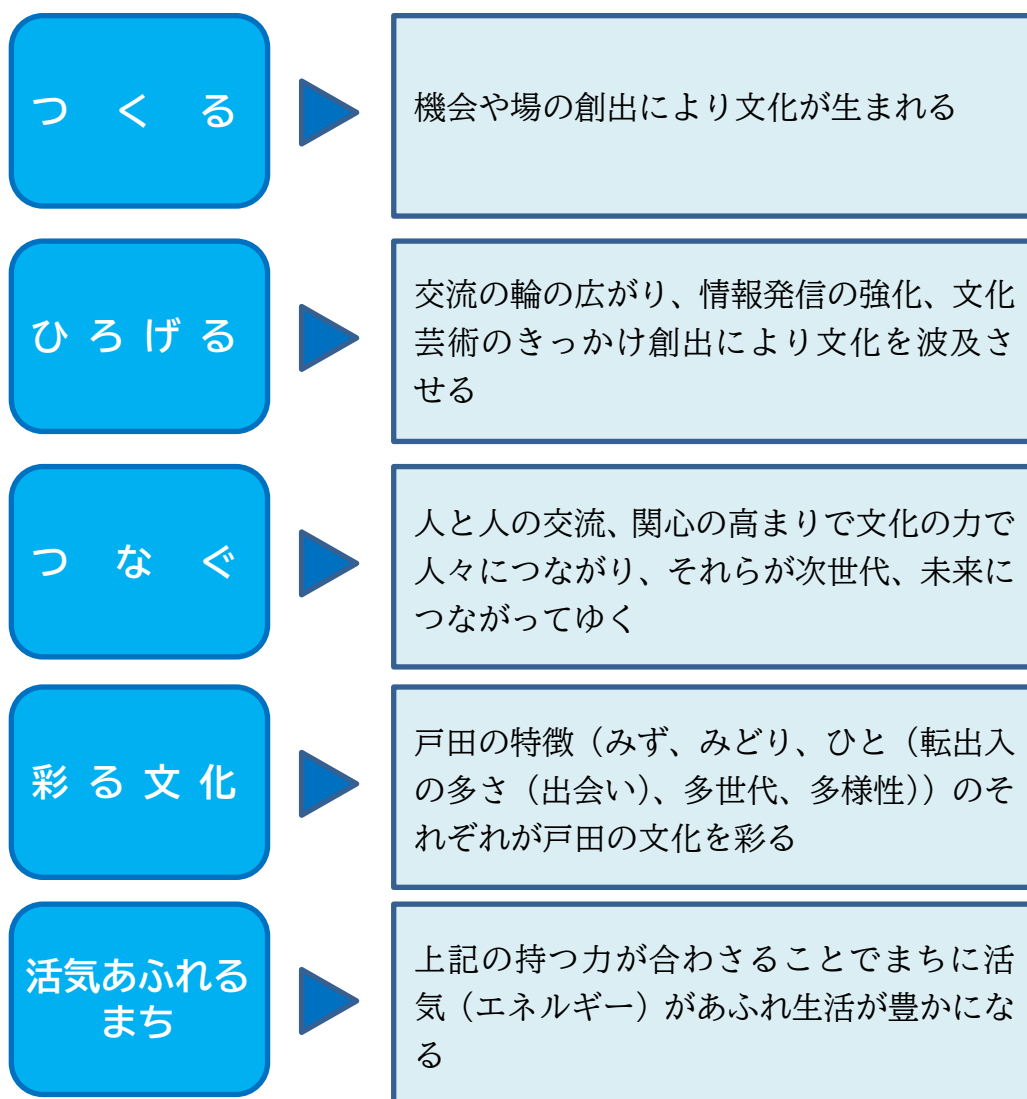 つくる
機会や場の創出により文化が生まれる
ひろげる
交流の輪の広がり、情報発信の強化、文化
芸術のきっかけ創出により文化を波及さ
せる
つなぐ
人と人の交流、関心の高まりで文化の力で
人々につながり、それらが次世代、未来に
つながってゆく
彩る文化
戸田の特徴（みず、みどり、ひと（転出入
の多さ（出会い）、多世代、多様性））のそ
れぞれが戸田の文化を彩る
活気あふれる
まち
上記の持つ力が合わさることでまちに活
気（エネルギー）があふれ生活が豊かにな
る